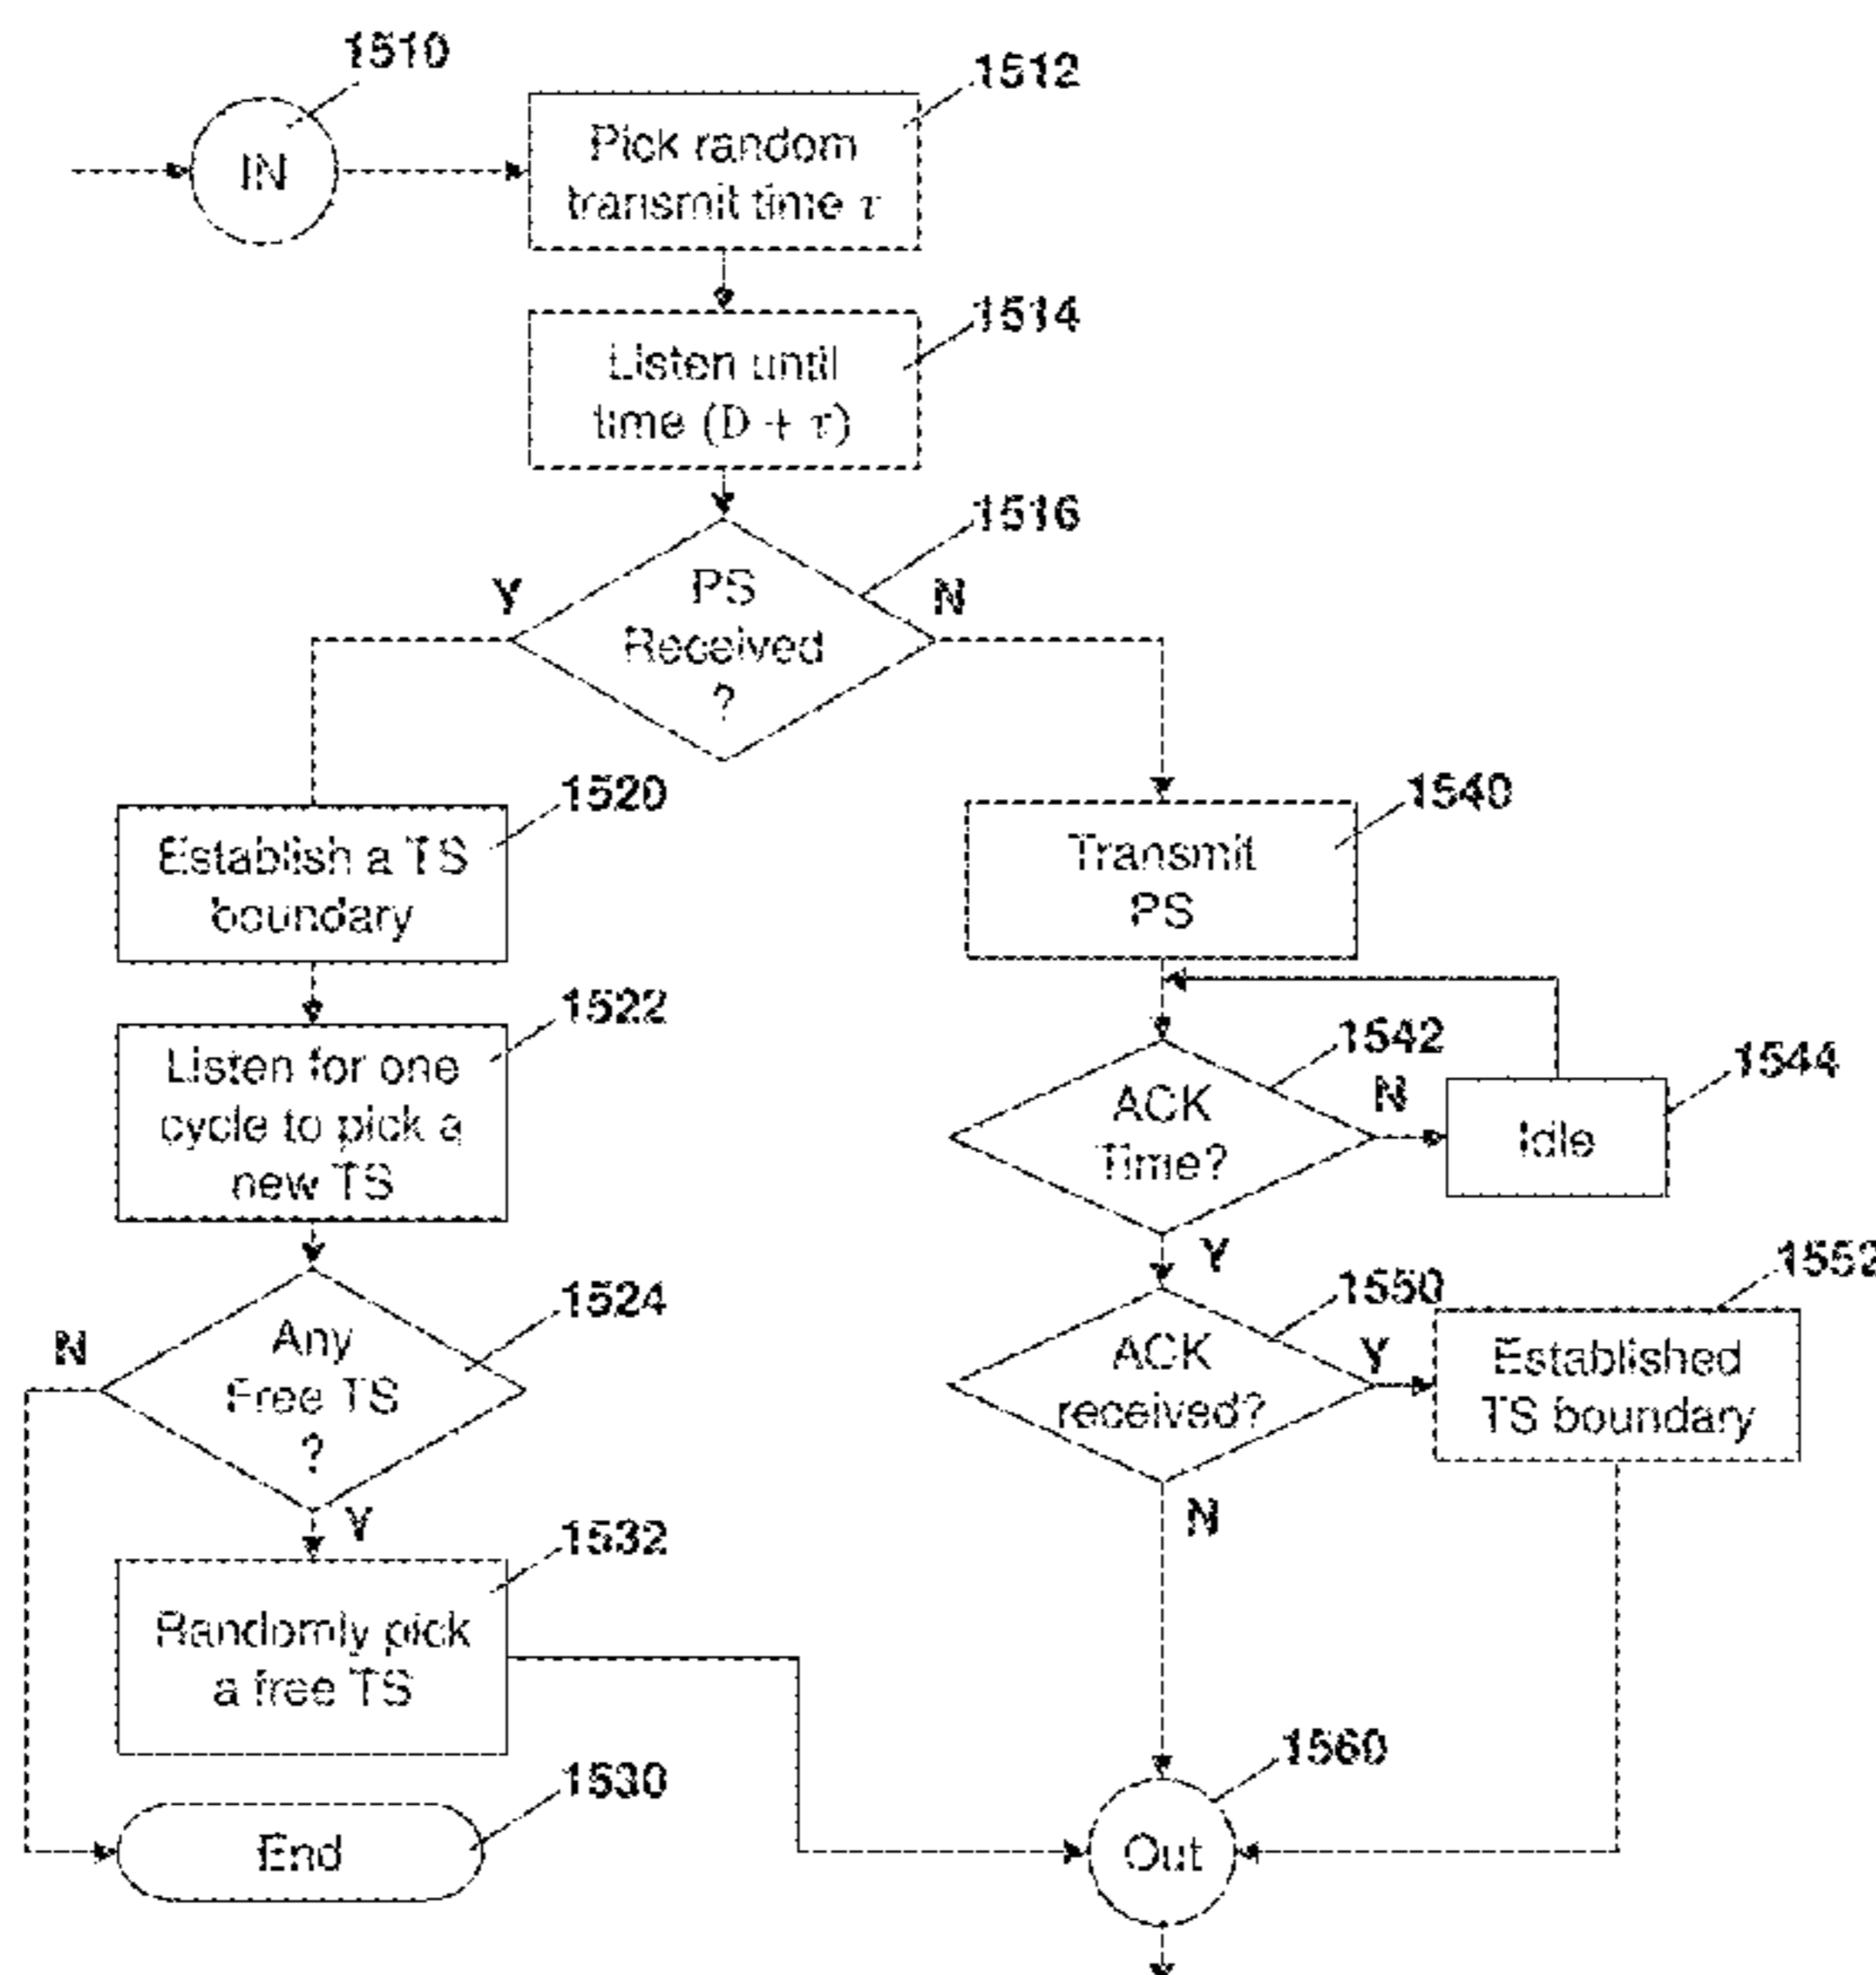 1510
IN
1512
Pick random
transmit time τ
1514
Listen until
time (D + τ)
1516
PS
Received
?
Y
N
1520
Establish a TS
boundary
1540
Transmit
PS
1522
Listen for one
cycle to pick a
new TS
1542
ACK
Time?
N
1544
Idle
Y
1524
Any
Free TS
?
N
Y
1550
ACK
received?
Y
1552
Established
TS boundary
N
1532
Randomly pick
a free TS
1530
End
1560
Out